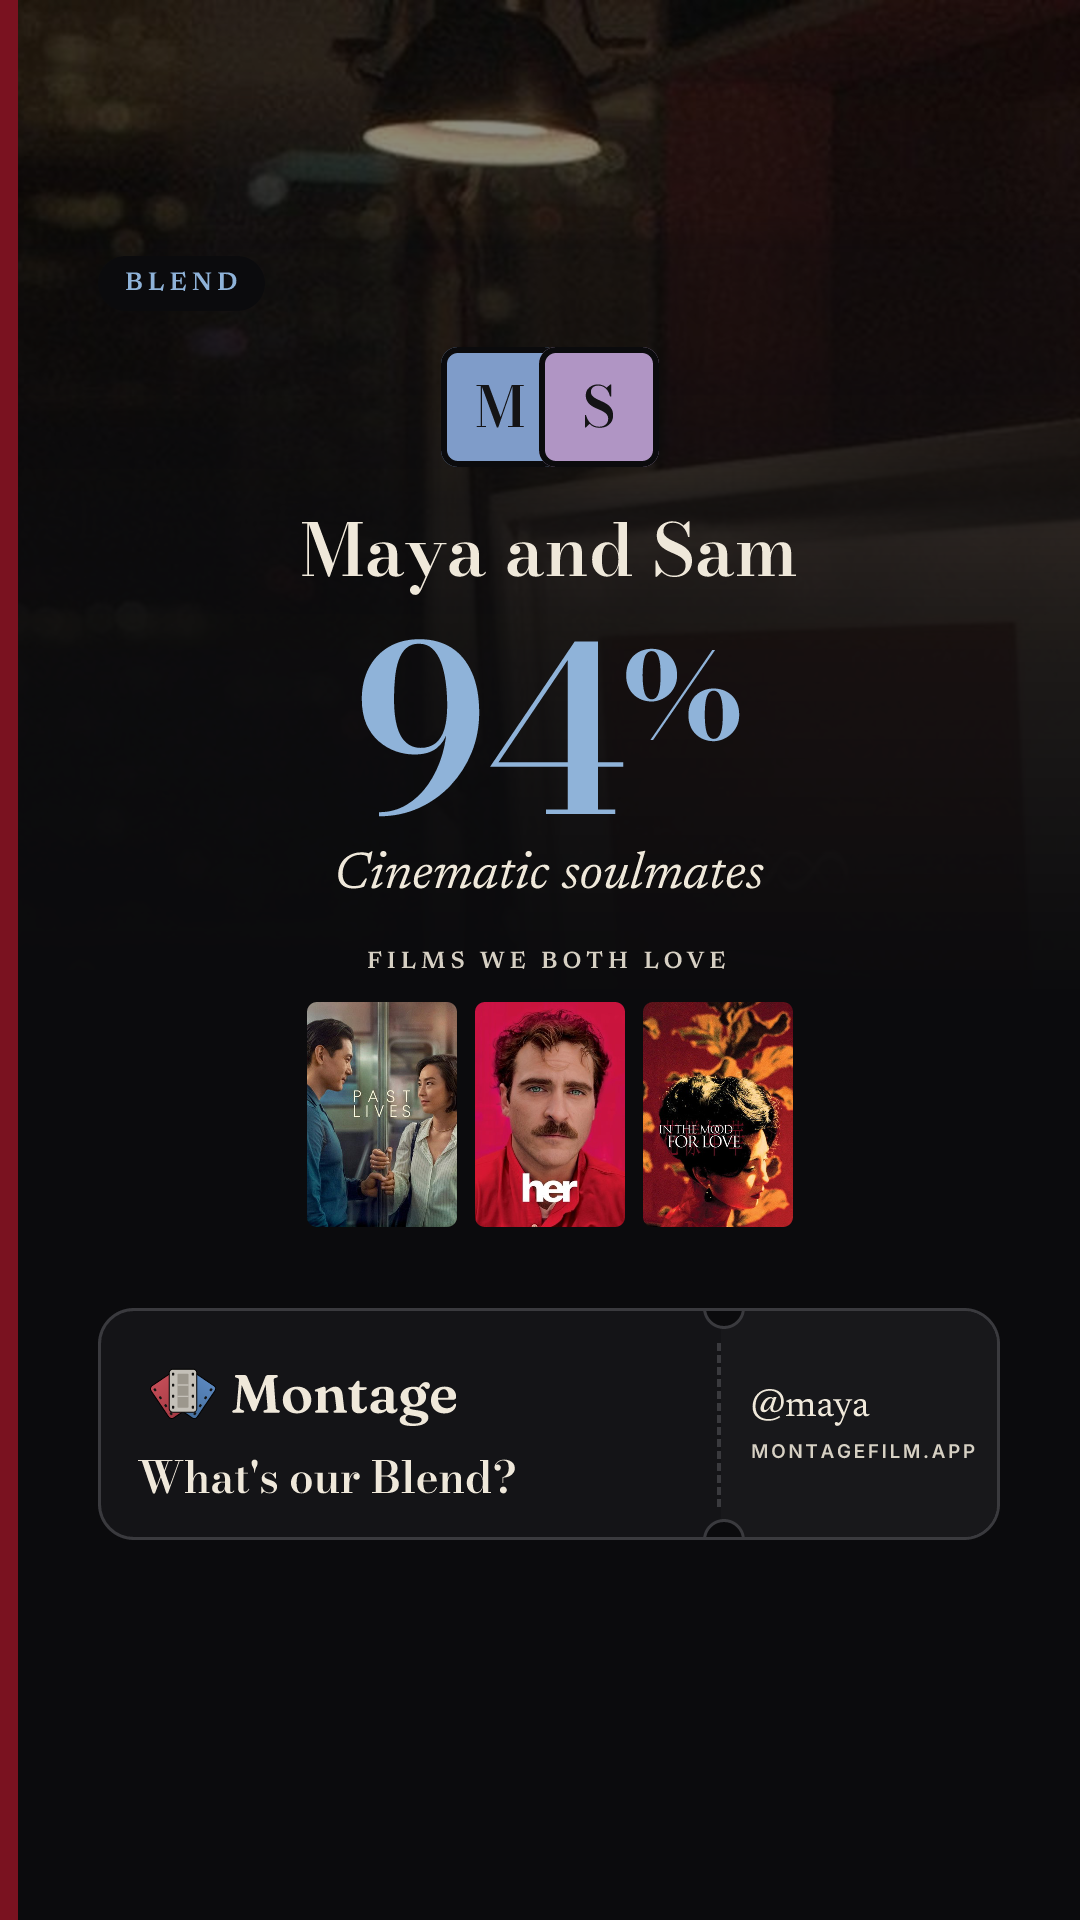 BLEND
M S
Maya and Sam
94%
Cinematic soulmates
FILMS WE BOTH LOVE
PAST
LIVES
her
IN THE MOOD
FOR LOVE
Montage
What's our Blend?
@maya
MONTAGEFILM.APP